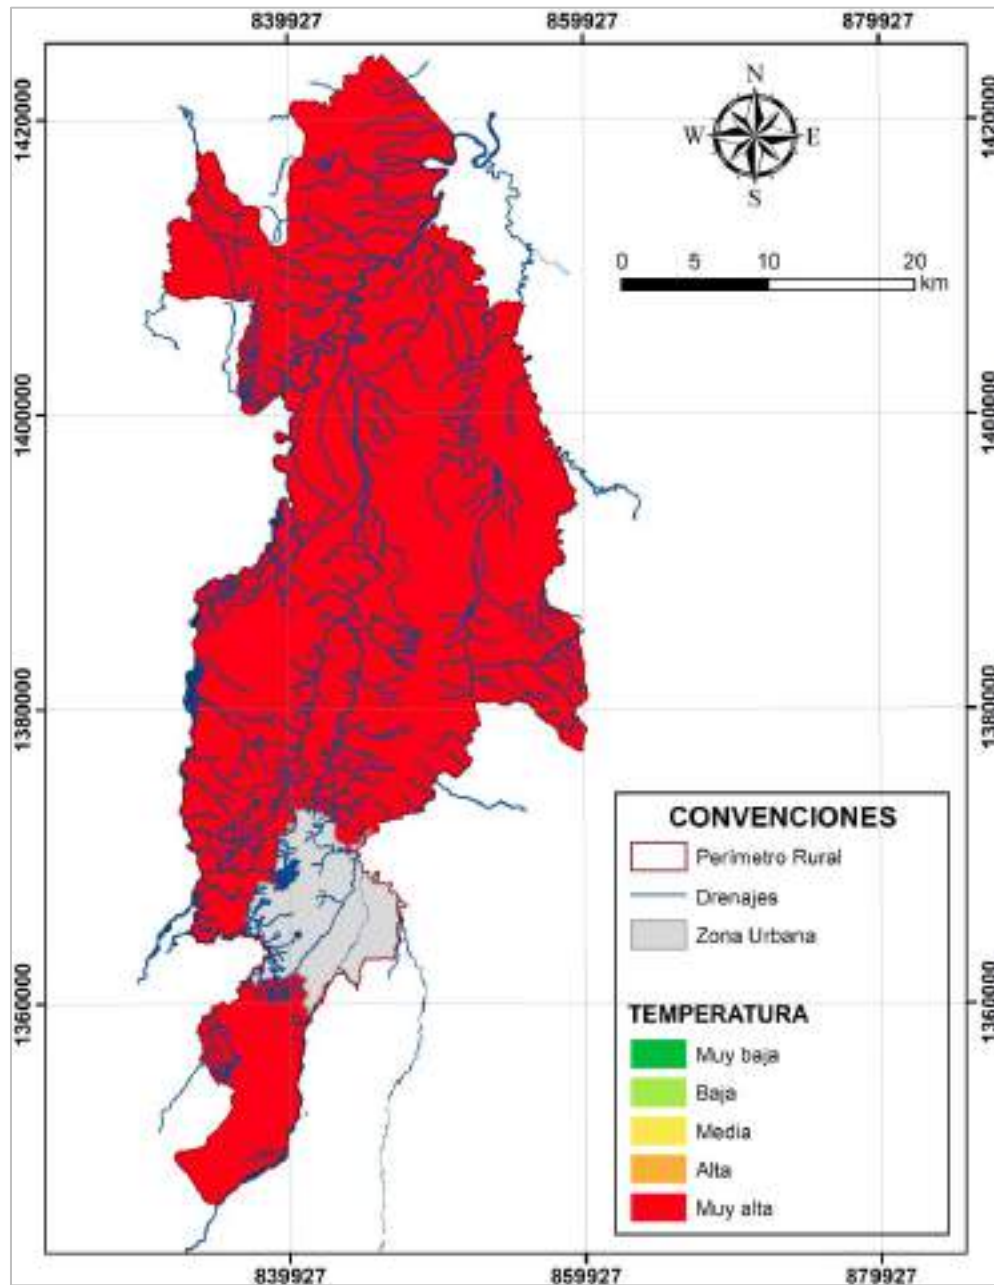 839927 859927 879927
1420000 1420000
N
W E
S
0 5 10 20
km
1400000 1400000
1380000 1380000
CONVENCIONES
Perímetro Rural
Drenajes
Zona Urbana
1360000 1360000
TEMPERATURA
Muy baja
Baja
Media
Alta
Muy alta
839927 859927 879927